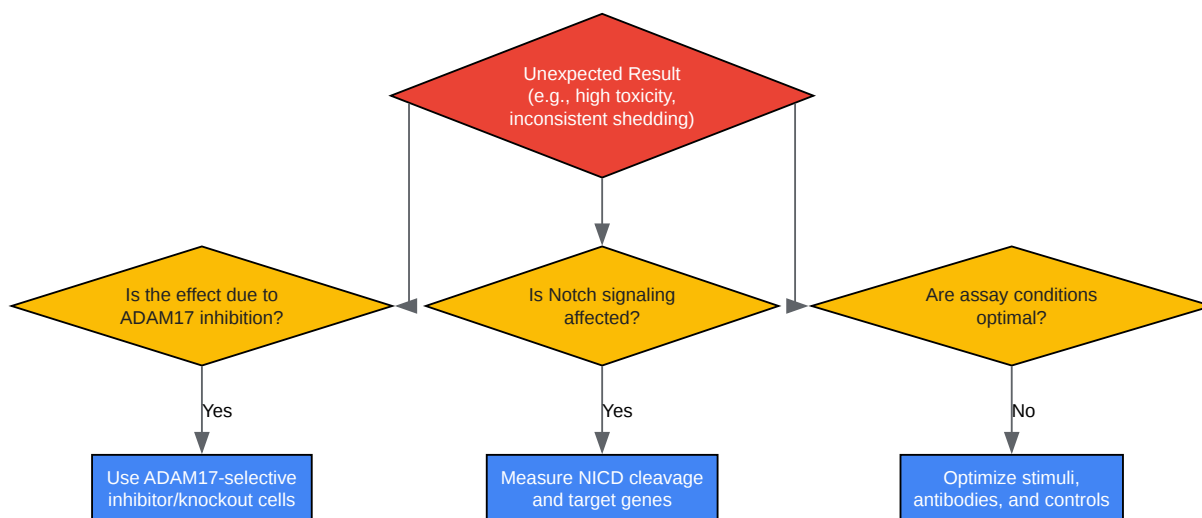 Unexpected Result
(e.g., high toxicity,
inconsistent shedding)
Is the effect due to
ADAM17 inhibition?
Is Notch signaling
affected?
Are assay conditions
optimal?
Yes
Yes
No
Use ADAM17-selective
inhibitor/knockout cells
Measure NICD cleavage
and target genes
Optimize stimuli,
antibodies, and controls